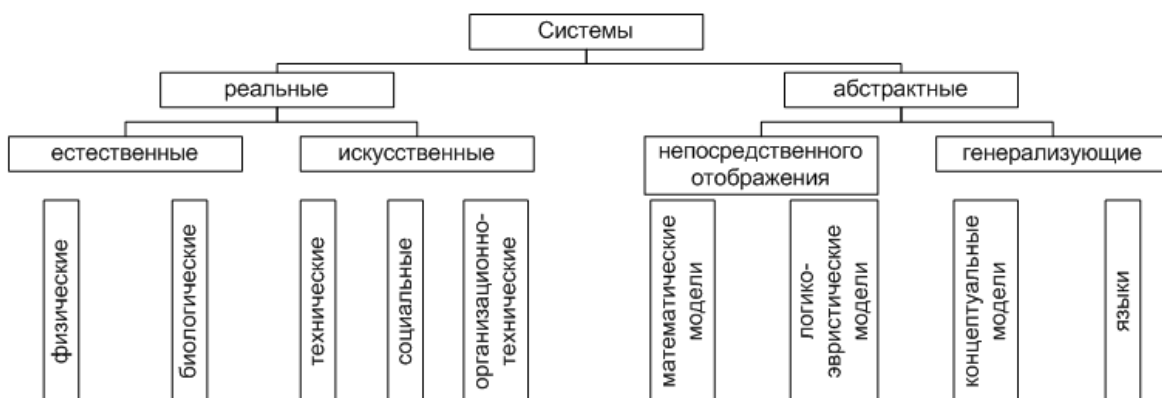 Системы
реальные
абстрактные
естественные
искусственные
непосредственного
отображения
генерализующие
физические
биологические
технические
социальные
организационно-
технические
математические
модели
логико-
эвристические
модели
концептуальные
модели
языки